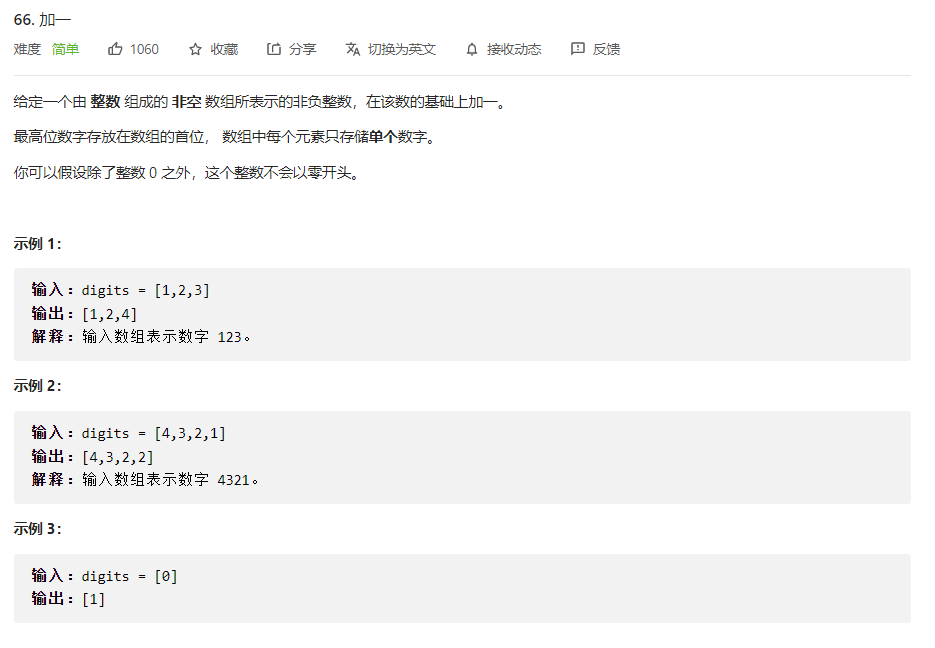 66. 加一
难度 简单 1060 收藏 分享 切换为英文 接收动态 反馈
给定一个由 整数 组成的 非空 数组所表示的非负整数，在该数的基础上加一。
最高位数字存放在数组的首位， 数组中每个元素只存储单个数字。
你可以假设除了整数 0 之外，这个整数不会以零开头。
示例 1：
输入：digits = [1,2,3]
输出：[1,2,4]
解释：输入数组表示数字 123。
示例 2：
输入：digits = [4,3,2,1]
输出：[4,3,2,2]
解释：输入数组表示数字 4321。
示例 3：
输入：digits = [0]
输出：[1]